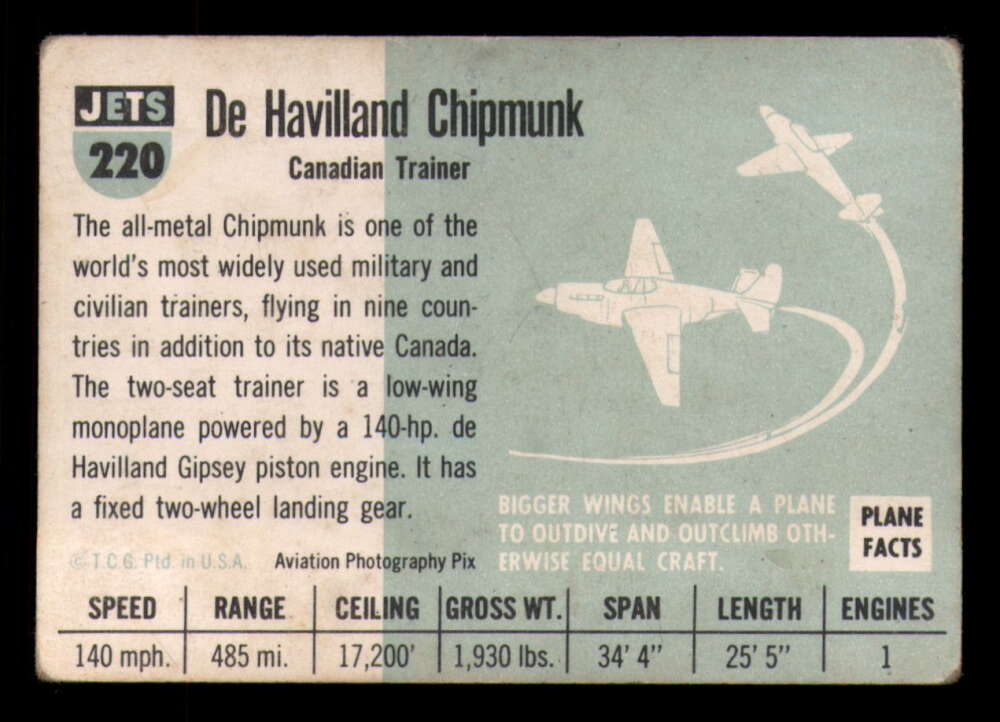 JETS
220
De Havilland Chipmunk
Canadian Trainer
The all-metal Chipmunk is one of the
world's most widely used military and
civilian trainers, flying in nine coun-
tries in addition to its native Canada.
The two-seat trainer is a low-wing
monoplane powered by a 140-hp. de
Havilland Gipsey piston engine. It has
a fixed two-wheel landing gear.
© T.C.G. Ptd. in U.S.A. Aviation Photography Pix
BIGGER WINGS ENABLE A PLANE
TO OUTDIVE AND OUTCLIMB OTH-
ERWISE EQUAL CRAFT.
PLANE
FACTS
SPEED RANGE CEILING GROSS WT. SPAN LENGTH ENGINES
140 mph. 485 mi. 17,200' 1,930 lbs. 34' 4" 25' 5" 1